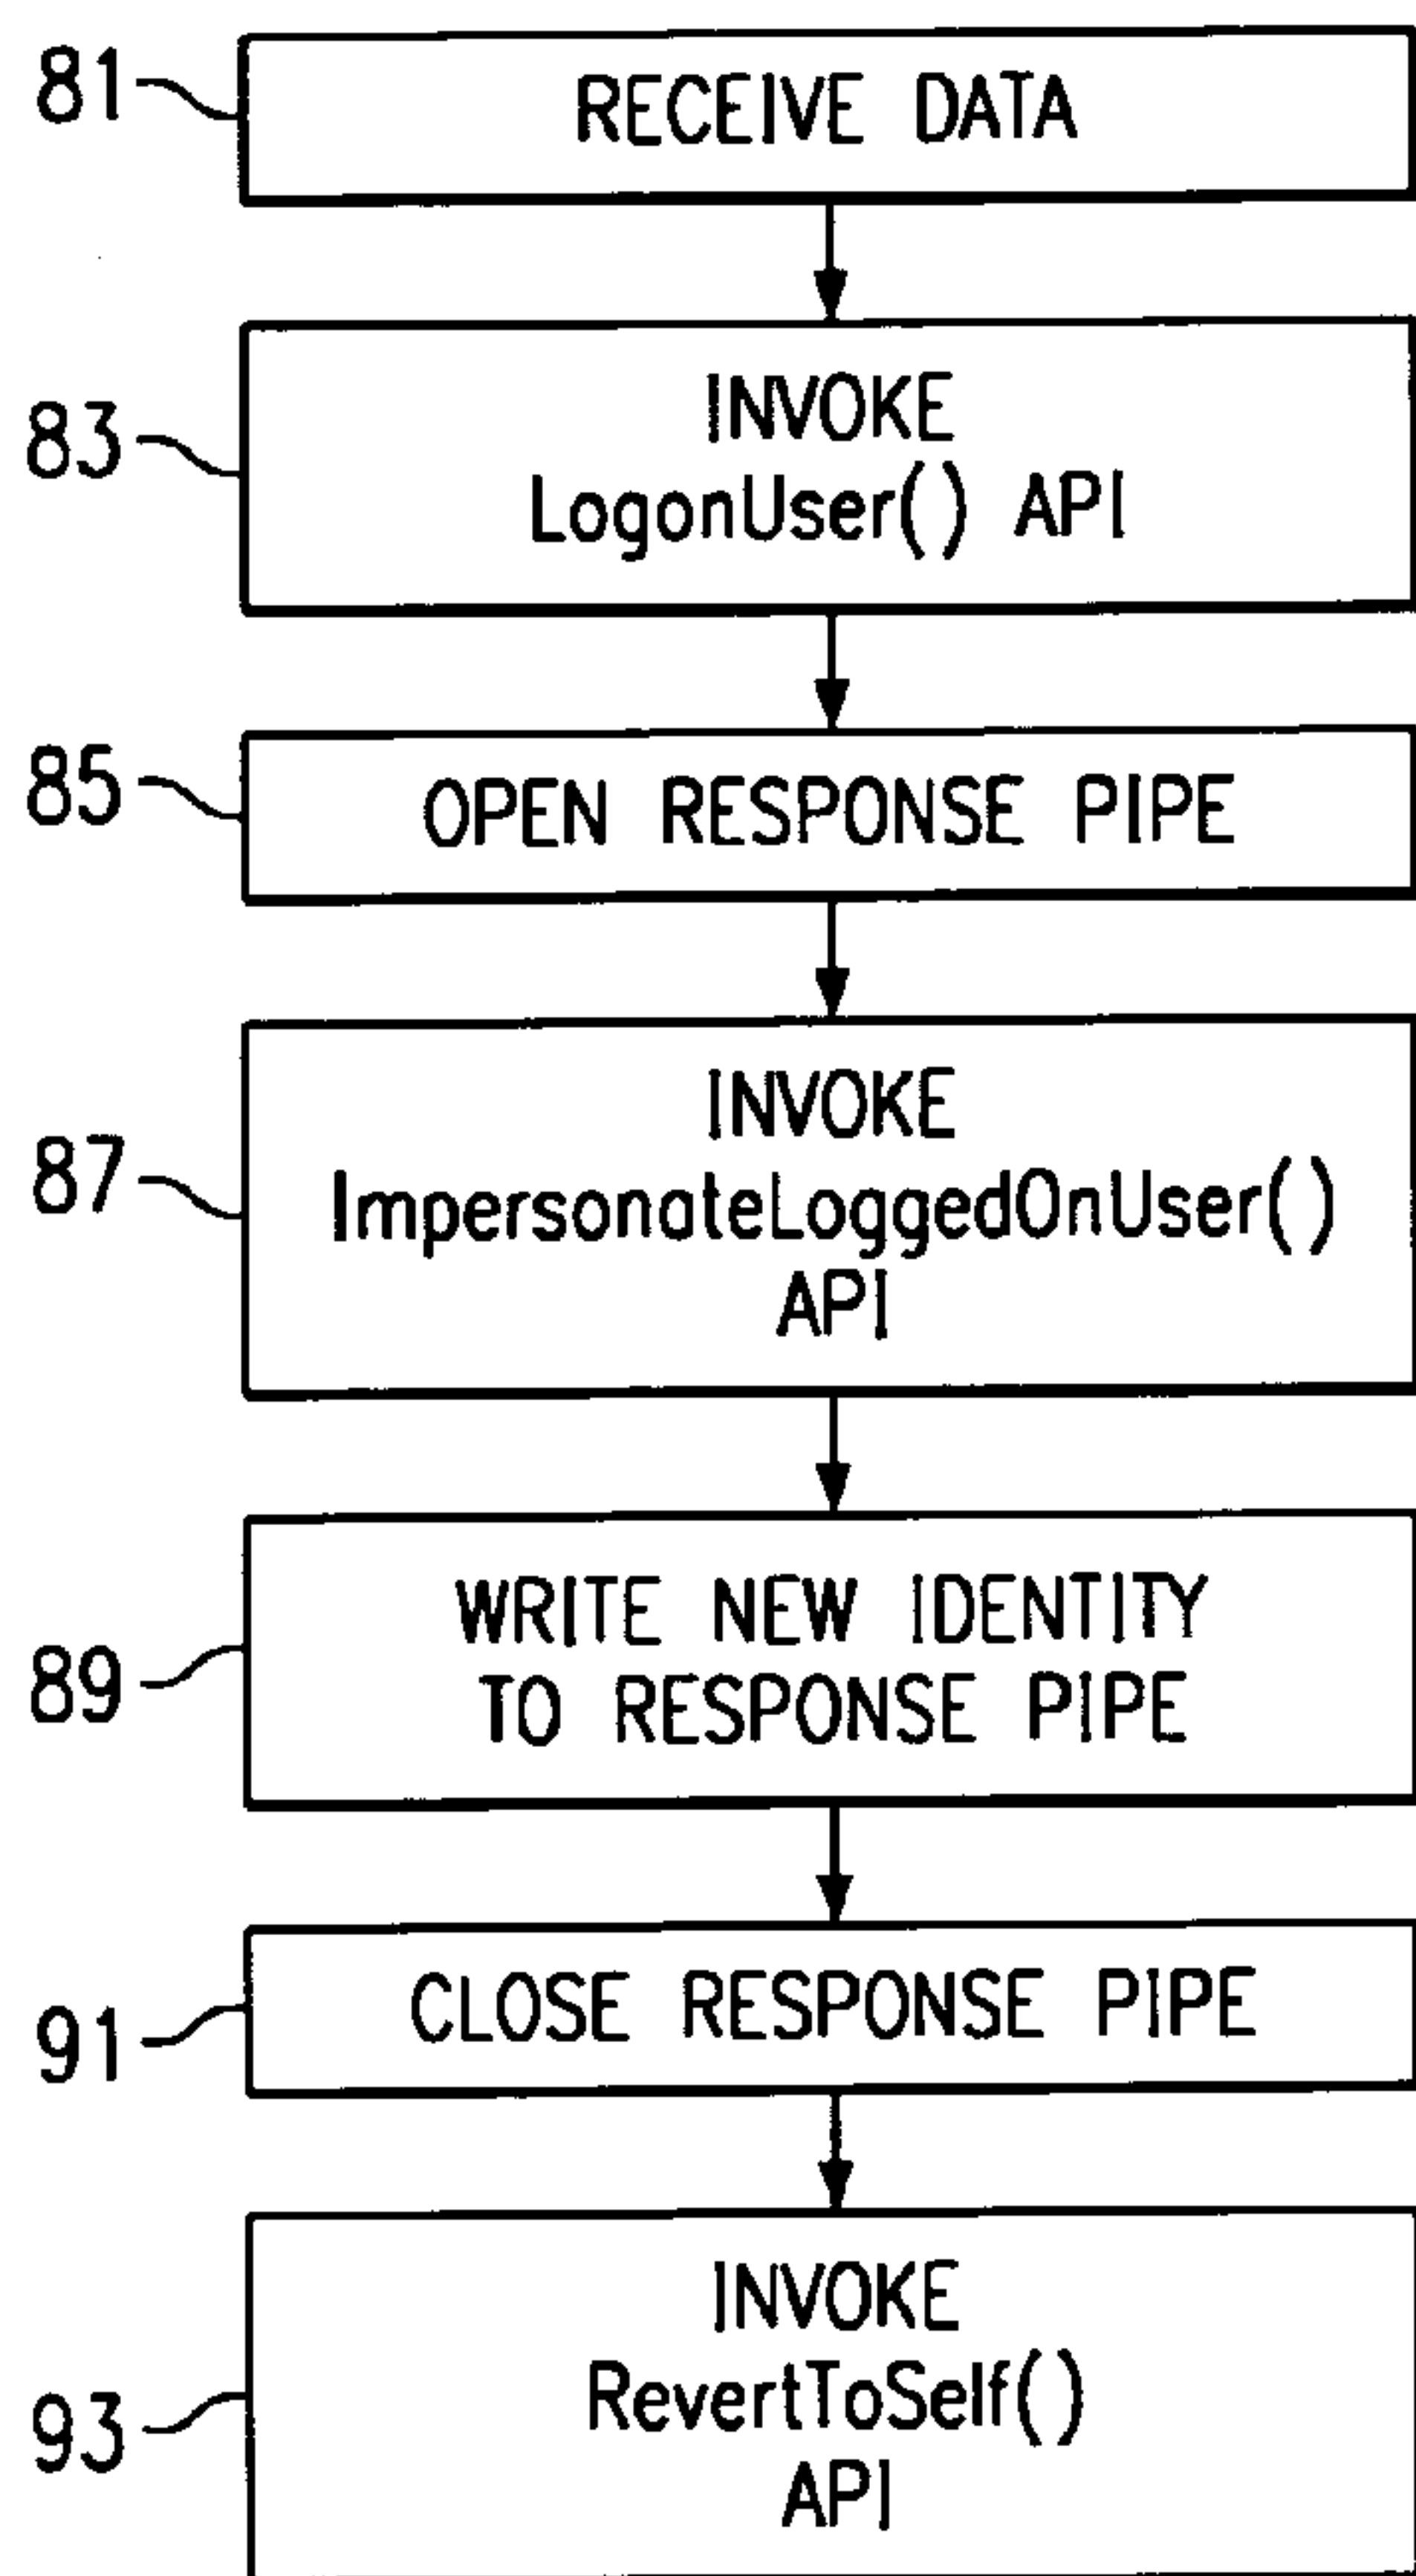 81
RECEIVE DATA
83
INVOKE
LogonUser() API
85
OPEN RESPONSE PIPE
87
INVOKE
ImpersonateLoggedOnUser()
API
89
WRITE NEW IDENTITY
TO RESPONSE PIPE
91
CLOSE RESPONSE PIPE
93
INVOKE
RevertToSelf()
API